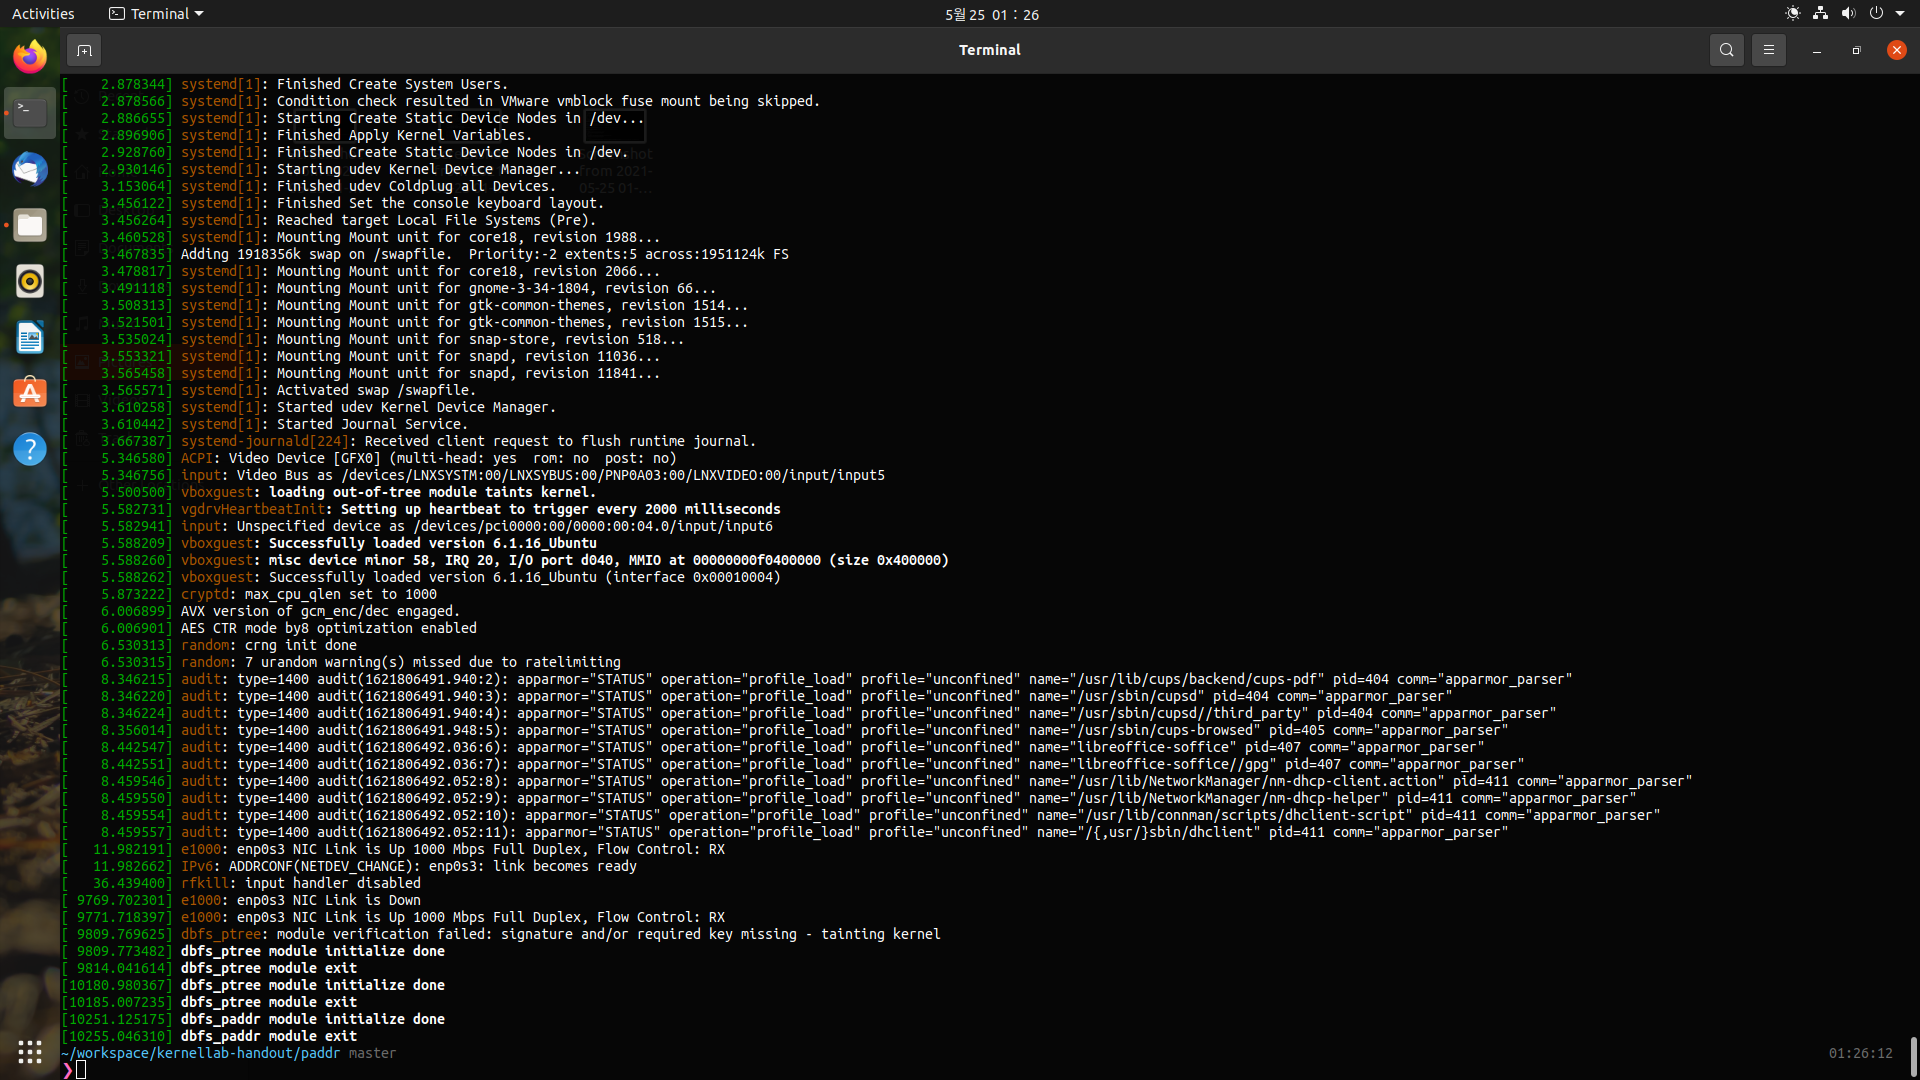 Activities
Terminal
5월 25 01 : 26
Terminal
[    2.878344] systemd[1]: Finished Create System Users.
[    2.878566] systemd[1]: Condition check resulted in VMware vmblock fuse mount being skipped.
[    2.886655] systemd[1]: Starting Create Static Device Nodes in /dev...
[    2.896906] systemd[1]: Finished Apply Kernel Variables.
[    2.928760] systemd[1]: Finished Create Static Device Nodes in /dev.
[    2.930146] systemd[1]: Starting udev Kernel Device Manager...
[    3.153064] systemd[1]: Finished udev Coldplug all Devices.
[    3.456122] systemd[1]: Finished Set the console keyboard layout.
[    3.456264] systemd[1]: Reached target Local File Systems (Pre).
[    3.460528] systemd[1]: Mounting Mount unit for core18, revision 1988...
[    3.467835] Adding 1918356k swap on /swapfile.  Priority:-2 extents:5 across:1951124k FS
[    3.478817] systemd[1]: Mounting Mount unit for core18, revision 2066...
[    3.491118] systemd[1]: Mounting Mount unit for gnome-3-34-1804, revision 66...
[    3.508313] systemd[1]: Mounting Mount unit for gtk-common-themes, revision 1514...
[    3.521501] systemd[1]: Mounting Mount unit for gtk-common-themes, revision 1515...
[    3.535024] systemd[1]: Mounting Mount unit for snap-store, revision 518...
[    3.553321] systemd[1]: Mounting Mount unit for snapd, revision 11036...
[    3.565458] systemd[1]: Mounting Mount unit for snapd, revision 11841...
[    3.565571] systemd[1]: Activated swap /swapfile.
[    3.610258] systemd[1]: Started udev Kernel Device Manager.
[    3.610442] systemd[1]: Started Journal Service.
[    3.667387] systemd-journald[224]: Received client request to flush runtime journal.
[    5.346580] ACPI: Video Device [GFX0] (multi-head: yes  rom: no  post: no)
[    5.346756] input: Video Bus as /devices/LNXSYSTM:00/LNXSYBUS:00/PNP0A03:00/LNXVIDEO:00/input/input5
[    5.500500] vboxguest: loading out-of-tree module taints kernel.
[    5.582731] vgdrvHeartbeatInit: Setting up heartbeat to trigger every 2000 milliseconds
[    5.582941] input: Unspecified device as /devices/pci0000:00/0000:00:04.0/input/input6
[    5.588209] vboxguest: Successfully loaded version 6.1.16_Ubuntu
[    5.588260] vboxguest: misc device minor 58, IRQ 20, I/O port d040, MMIO at 00000000f0400000 (size 0x400000)
[    5.588262] vboxguest: Successfully loaded version 6.1.16_Ubuntu (interface 0x00010004)
[    5.873222] cryptd: max_cpu_qlen set to 1000
[    6.006899] AVX version of gcm_enc/dec engaged.
[    6.006901] AES CTR mode by8 optimization enabled
[    6.530313] random: crng init done
[    6.530315] random: 7 urandom warning(s) missed due to ratelimiting
[    8.346215] audit: type=1400 audit(1621806491.940:2): apparmor="STATUS" operation="profile_load" profile="unconfined" name="/usr/lib/cups/backend/cups-pdf" pid=404 comm="apparmor_parser"
[    8.346220] audit: type=1400 audit(1621806491.940:3): apparmor="STATUS" operation="profile_load" profile="unconfined" name="/usr/sbin/cupsd" pid=404 comm="apparmor_parser"
[    8.346224] audit: type=1400 audit(1621806491.940:4): apparmor="STATUS" operation="profile_load" profile="unconfined" name="/usr/sbin/cupsd//third_party" pid=404 comm="apparmor_parser"
[    8.356014] audit: type=1400 audit(1621806491.948:5): apparmor="STATUS" operation="profile_load" profile="unconfined" name="/usr/sbin/cups-browsed" pid=405 comm="apparmor_parser"
[    8.442547] audit: type=1400 audit(1621806492.036:6): apparmor="STATUS" operation="profile_load" profile="unconfined" name="libreoffice-soffice" pid=407 comm="apparmor_parser"
[    8.442551] audit: type=1400 audit(1621806492.036:7): apparmor="STATUS" operation="profile_load" profile="unconfined" name="libreoffice-soffice//gpg" pid=407 comm="apparmor_parser"
[    8.459546] audit: type=1400 audit(1621806492.052:8): apparmor="STATUS" operation="profile_load" profile="unconfined" name="/usr/lib/NetworkManager/nm-dhcp-client.action" pid=411 comm="apparmor_parser"
[    8.459550] audit: type=1400 audit(1621806492.052:9): apparmor="STATUS" operation="profile_load" profile="unconfined" name="/usr/lib/NetworkManager/nm-dhcp-helper" pid=411 comm="apparmor_parser"
[    8.459554] audit: type=1400 audit(1621806492.052:10): apparmor="STATUS" operation="profile_load" profile="unconfined" name="/usr/lib/connman/scripts/dhclient-script" pid=411 comm="apparmor_parser"
[    8.459557] audit: type=1400 audit(1621806492.052:11): apparmor="STATUS" operation="profile_load" profile="unconfined" name="/{,usr/}sbin/dhclient" pid=411 comm="apparmor_parser"
[   11.982191] e1000: enp0s3 NIC Link is Up 1000 Mbps Full Duplex, Flow Control: RX
[   11.982662] IPv6: ADDRCONF(NETDEV_CHANGE): enp0s3: link becomes ready
[   36.439400] rfkill: input handler disabled
[ 9769.702301] e1000: enp0s3 NIC Link is Down
[ 9771.718397] e1000: enp0s3 NIC Link is Up 1000 Mbps Full Duplex, Flow Control: RX
[ 9809.769625] dbfs_ptree: module verification failed: signature and/or required key missing - tainting kernel
[ 9809.773482] dbfs_ptree module initialize done
[ 9814.041614] dbfs_ptree module exit
[10180.980367] dbfs_ptree module initialize done
[10185.007235] dbfs_ptree module exit
[10251.125175] dbfs_paddr module initialize done
[10255.046310] dbfs_paddr module exit
~/workspace/kernellab-handout/paddr master
01:26:12
❯